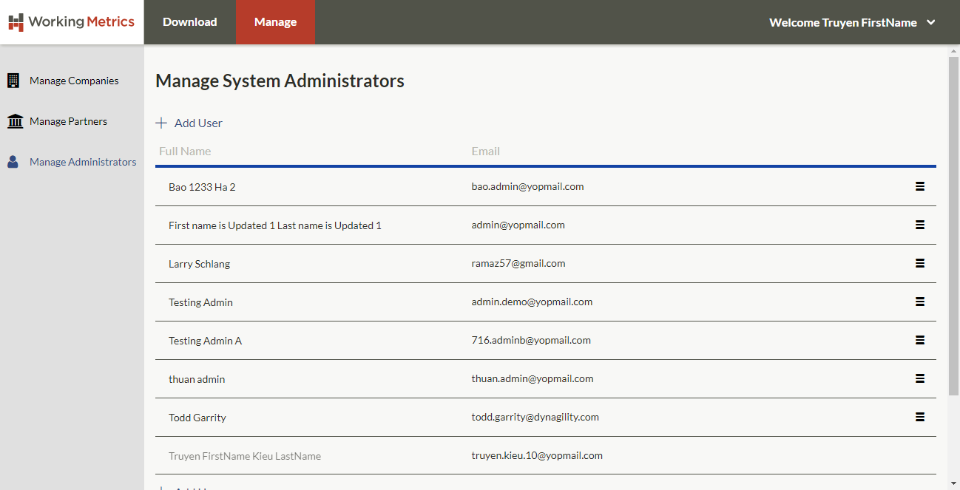 Working Metrics Download Manage Welcome Truyen FirstName
Manage Companies
Manage Partners
Manage Administrators
Manage System Administrators
Add User
Full Name Email
Bao 1233 Ha 2 bao.admin@yopmail.com
First name is Updated 1 Last name is Updated 1 admin@yopmail.com
Larry Schlang ramaz57@gmail.com
Testing Admin admin.demo@yopmail.com
Testing Admin A 716.adminb@yopmail.com
thuan admin thuan.admin@yopmail.com
Todd Garrity todd.garrity@dynagility.com
Truyen FirstName Kieu LastName truyen.kieu.10@yopmail.com